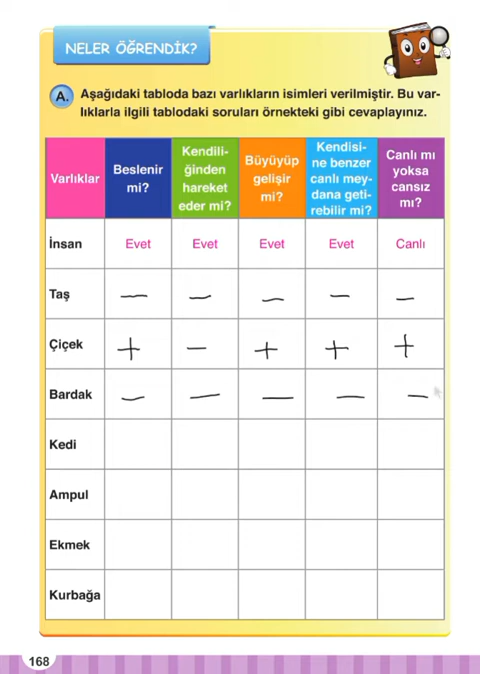 NELER ÖĞRENDİK?
A. Aşağıdaki tabloda bazı varlıkların isimleri verilmiştir. Bu var-
lıklarla ilgili tablodaki soruları örnekteki gibi cevaplayınız.
Varlıklar
Beslenir
mi?
Kendili-
ğinden
hareket
eder mi?
Büyüyüp
gelişir
mi?
Kendisi-
ne benzer
canlı mey-
dana geti-
rebilir mi?
Canlı mı
yoksa
cansız
mı?
İnsan Evet Evet Evet Evet Canlı
Taş — — — — —
Çiçek + — + + +
Bardak — — — — —
Kedi
Ampul
Ekmek
Kurbağa
168